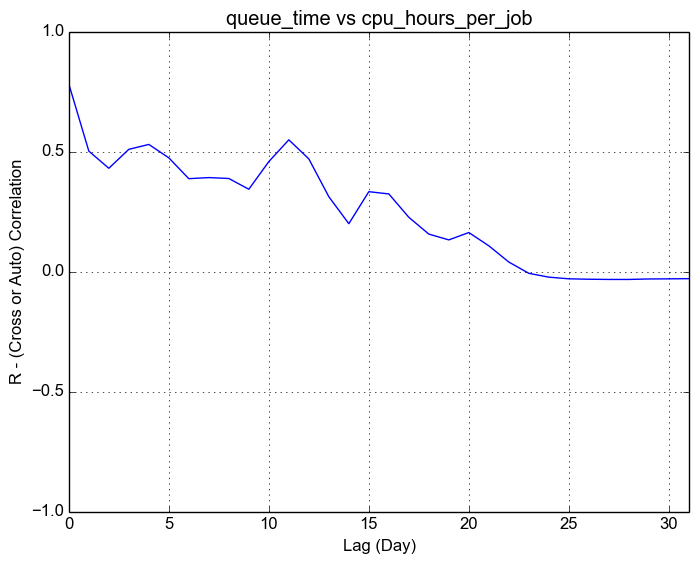 queue_time vs cpu_hours_per_job
1.0
0.5
0.0
−0.5
−1.0
R - (Cross or Auto) Correlation
0 5 10 15 20 25 30
Lag (Day)